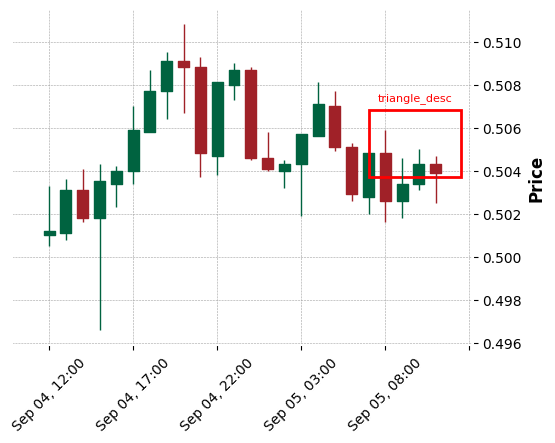 triangle_desc
0.510
0.508
0.506
0.504
0.502
0.500
0.498
0.496
Price
Sep 04, 12:00
Sep 04, 17:00
Sep 04, 22:00
Sep 05, 03:00
Sep 05, 08:00